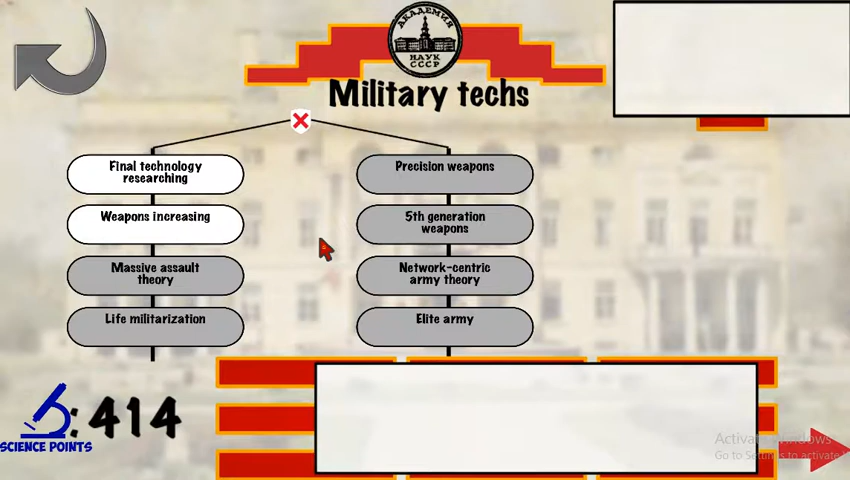 АКАДЕМИЯ
НАУК
СССР
Military techs
Final technology
researching
Precision weapons
Weapons increasing
5th generation
weapons
Massive assault
theory
Network-centric
army theory
Life militarization
Elite army
:414
SCIENCE POINTS
Activate Windows
Go to Settings to activate